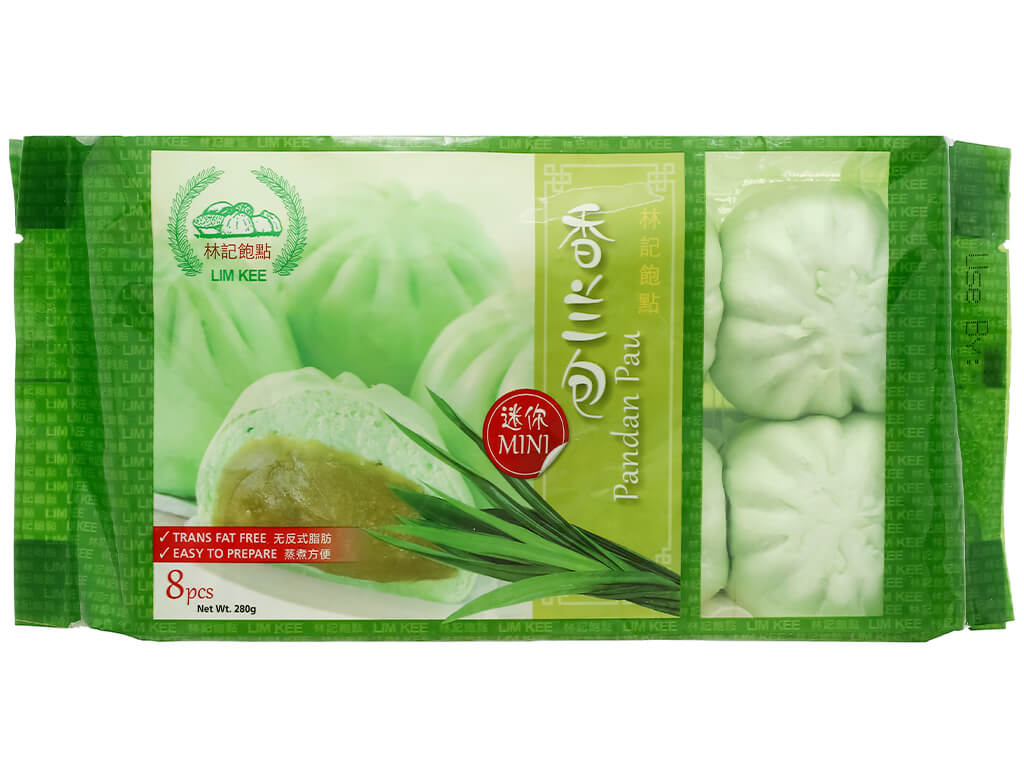 林記飽點
LIM KEE
香兰包
林記飽點
Pandan Pau
迷你
MINI
✓ TRANS FAT FREE 无反式脂肪
✓ EASY TO PREPARE 蒸煮方便
8pcs
Net Wt. 280g
Use By: